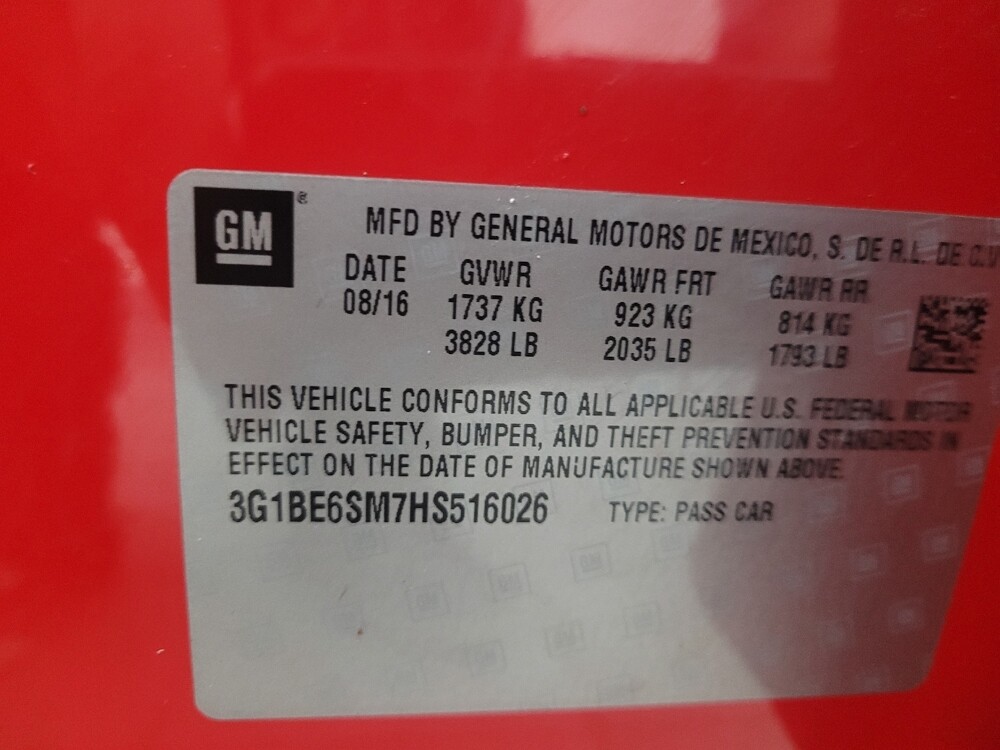 GM®
MFD BY GENERAL MOTORS DE MEXICO, S. DE R.L. DE C.V
DATE GVWR GAWR FRT GAWR RR
08/16 1737 KG 923 KG 814 KG
3828 LB 2035 LB 1793 LB
THIS VEHICLE CONFORMS TO ALL APPLICABLE U.S. FEDERAL MOTOR
VEHICLE SAFETY, BUMPER, AND THEFT PREVENTION STANDARDS IN
EFFECT ON THE DATE OF MANUFACTURE SHOWN ABOVE.
3G1BE6SM7HS516026 TYPE: PASS CAR